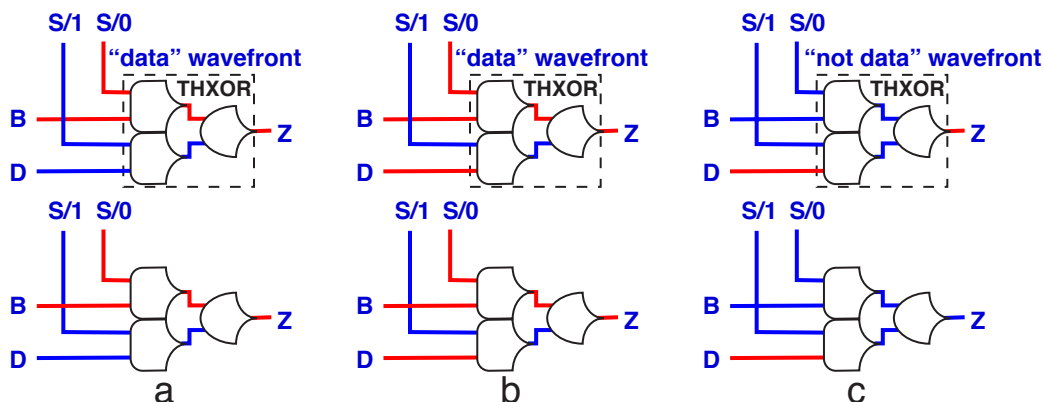 S/1 S/0 S/1 S/0 S/1 S/0
“data” wavefront “data” wavefront “not data” wavefront
THXOR THXOR THXOR
B Z B Z B Z
D D D
S/1 S/0 S/1 S/0 S/1 S/0
B Z B Z B Z
D D D
a b c